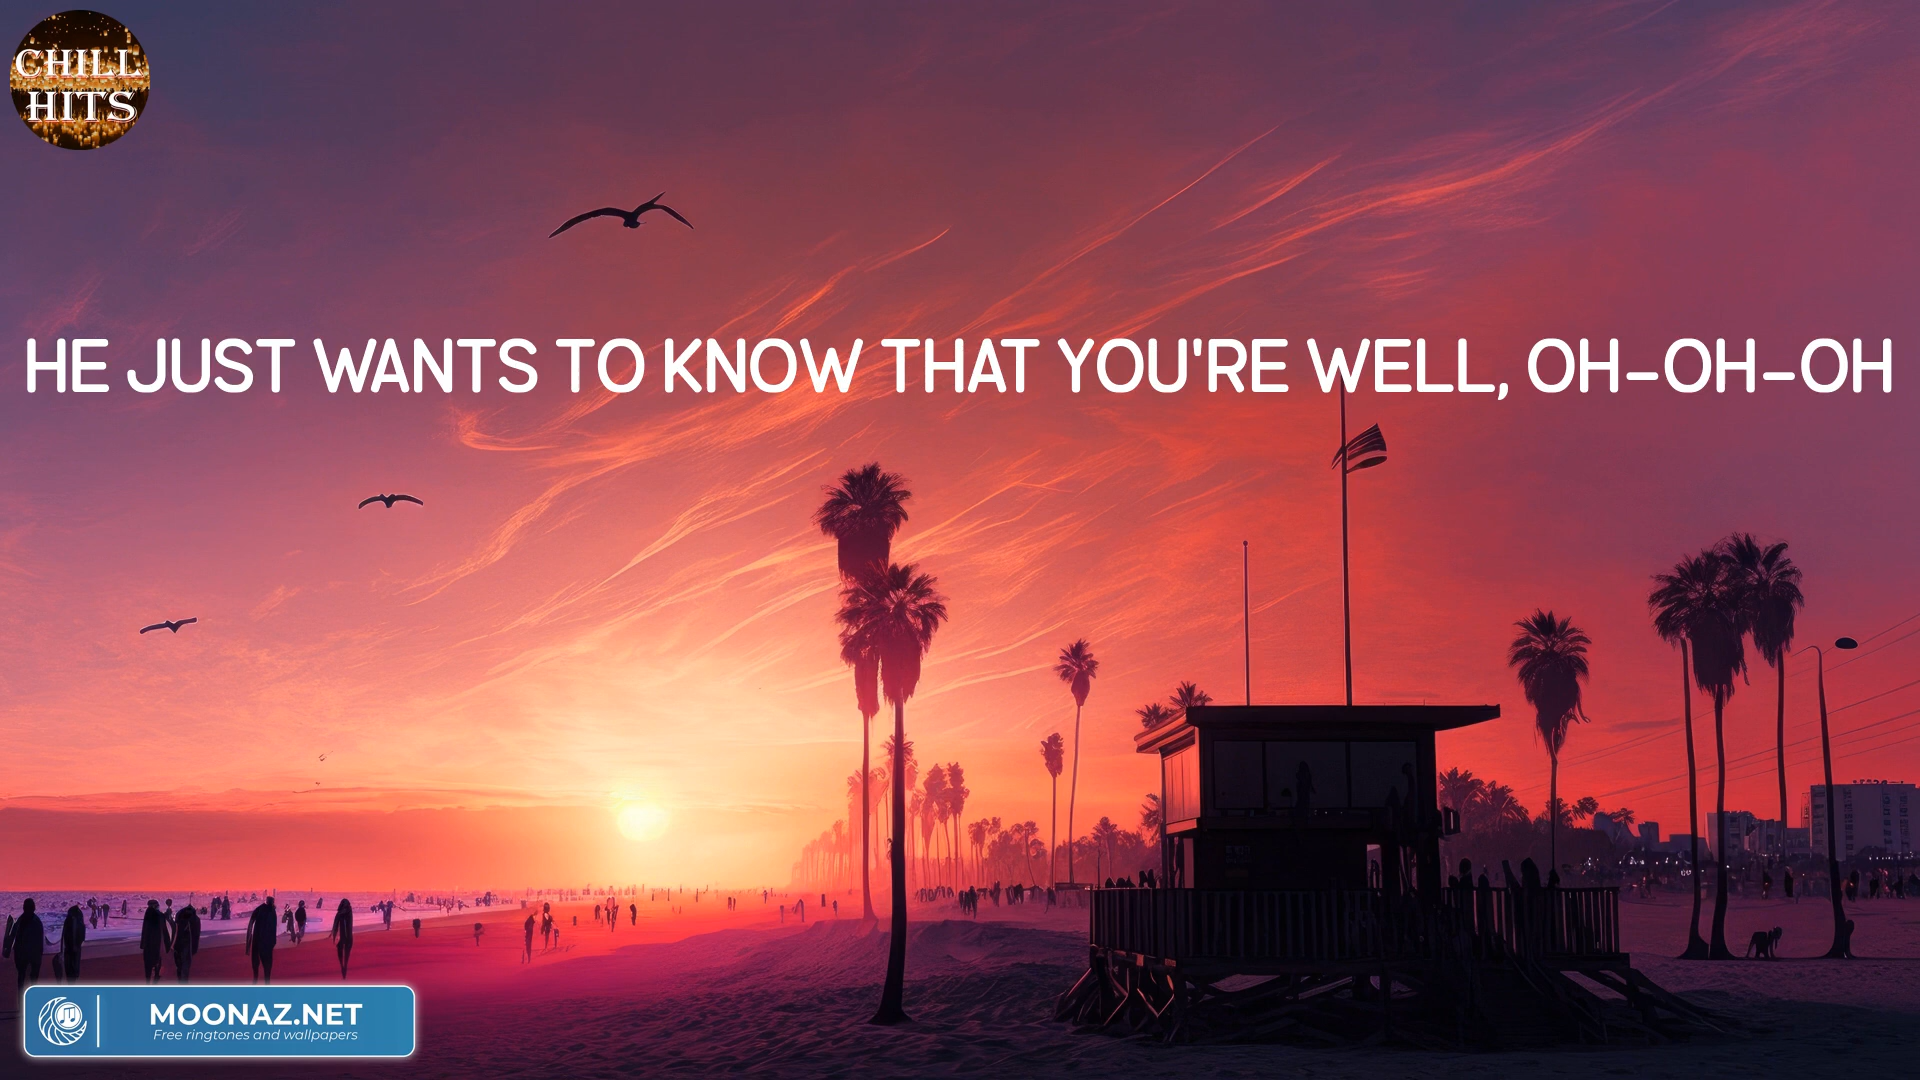 CHILL
HITS
HE JUST WANTS TO KNOW THAT YOU'RE WELL, OH-OH-OH
MOONAZ.NET
Free ringtones and wallpapers